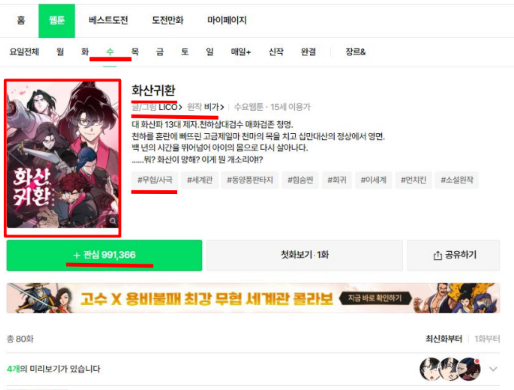 홈 웹툰 베스트도전 도전만화 마이페이지
요일전체 월 화 수 목 금 토 일 매일+ 신작 완결 장르&
화산귀환
글/그림 LICO > 원작 비가 > 수요웹툰 · 15세 이용가
대 화산파 13대 제자. 천하삼대검수 매화검존 청명.
천하를 혼란에 빠뜨린 고금제일마 천마의 목을 치고 십만대산의 정상에서 영면.
백 년의 시간을 뛰어넘어 아이의 몸으로 다시 살아나다.
......뭐? 화산이 망해? 이게 뭔 개소리야!?
화산
귀환
#무협/사극 #세계관 #동양풍판타지 #힘숨찐 #회귀 #이세계 #먼치킨 #소설원작
+ 관심 991,366 첫화보기 1화 공유하기
고수 X 용비불패 최강 무협 세계관 콜라보 지금 바로 확인하기
총 80화 최신화부터 1화부터
4개의 미리보기가 있습니다